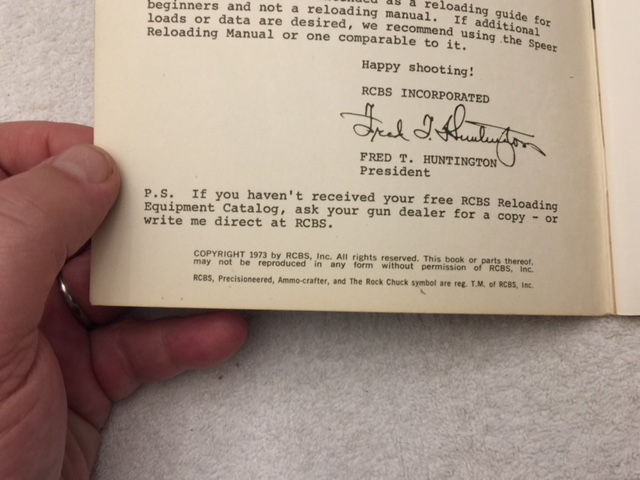 as a reloading guide for
beginners and not a reloading manual. If additional
loads or data are desired, we recommend using the Speer
Reloading Manual or one comparable to it.
Happy shooting!
RCBS INCORPORATED
Fred T. Huntington
FRED T. HUNTINGTON
President
P.S. If you haven't received your free RCBS Reloading
Equipment Catalog, ask your gun dealer for a copy - or
write me direct at RCBS.
COPYRIGHT 1973 by RCBS, Inc. All rights reserved. This book or parts thereof,
may not be reproduced in any form without permission of RCBS, Inc.
RCBS, Precisioneered, Ammo-crafter, and The Rock Chuck symbol are reg. T.M. of RCBS, Inc.